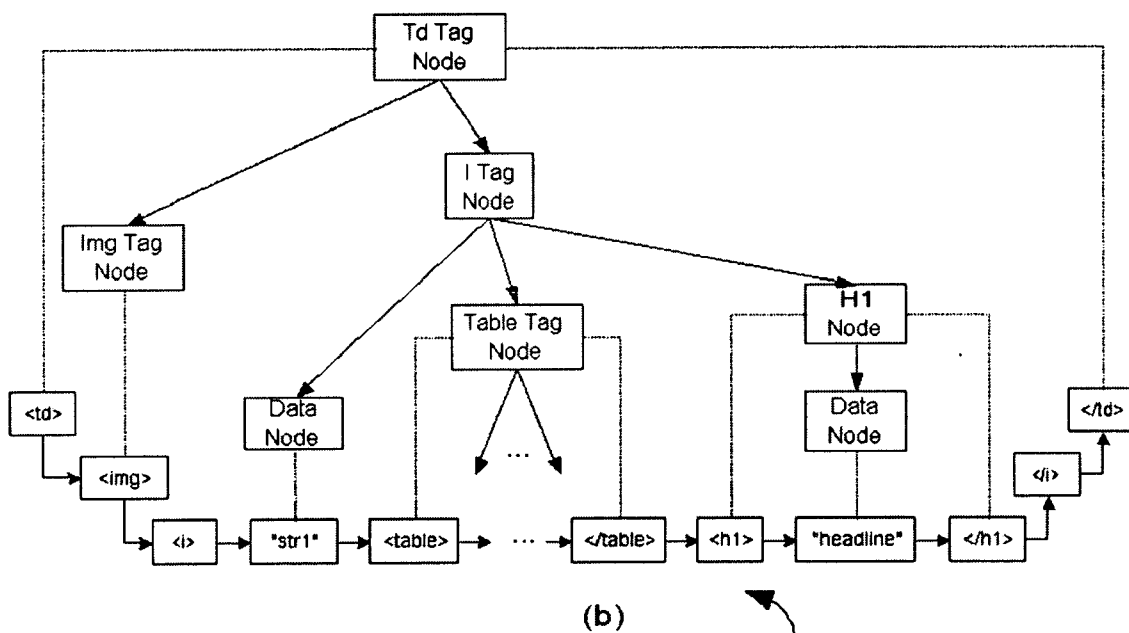 Td Tag
Node
I Tag
Node
Img Tag
Node
H1
Node
Table Tag
Node
Data
Node
Data
Node
<td>
</td>
...
<img>
</i>
<i>
"str1"
<table>
...
</table>
<h1>
"headline"
</h1>
(b)